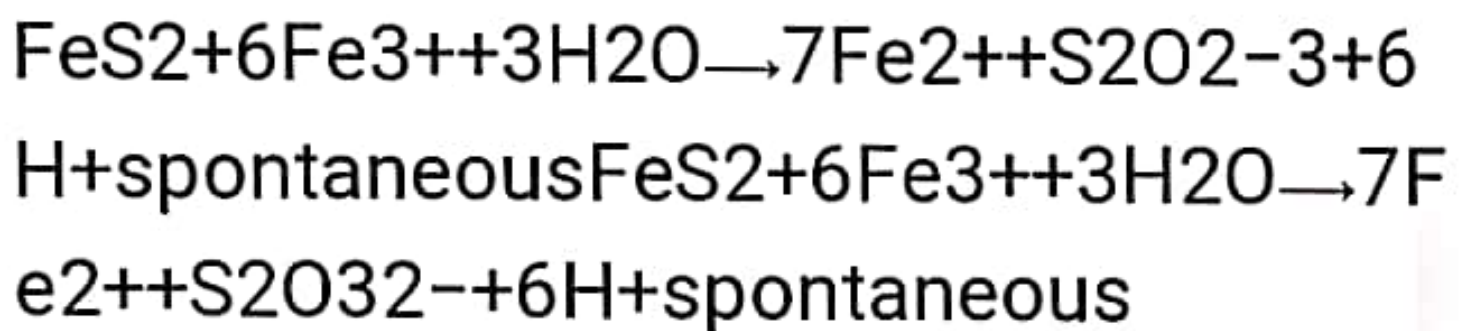 FeS2+6Fe3++3H2O⟶7Fe2++S2O2−3+6
H+spontaneousFeS2+6Fe3++3H2O⟶7F
e2++S2O32−+6H+spontaneous